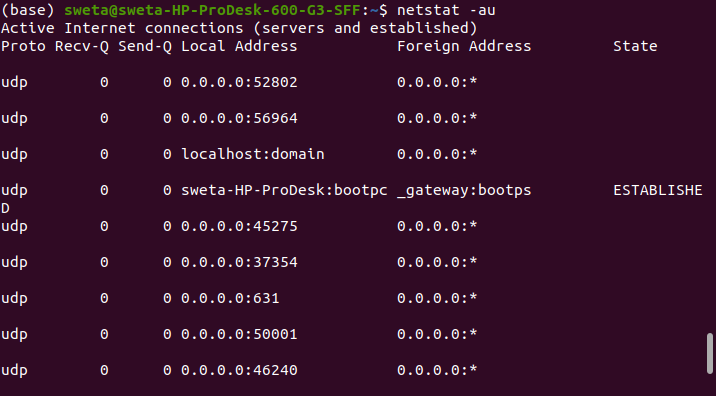 (base) sweta@sweta-HP-ProDesk-600-G3-SFF:~$ netstat -au
Active Internet connections (servers and established)
Proto Recv-Q Send-Q Local Address           Foreign Address         State
udp        0      0 0.0.0.0:52802           0.0.0.0:*
udp        0      0 0.0.0.0:56964           0.0.0.0:*
udp        0      0 localhost:domain        0.0.0.0:*
udp        0      0 sweta-HP-ProDesk:bootpc _gateway:bootps         ESTABLISHE
D
udp        0      0 0.0.0.0:45275           0.0.0.0:*
udp        0      0 0.0.0.0:37354           0.0.0.0:*
udp        0      0 0.0.0.0:631             0.0.0.0:*
udp        0      0 0.0.0.0:50001           0.0.0.0:*
udp        0      0 0.0.0.0:46240           0.0.0.0:*